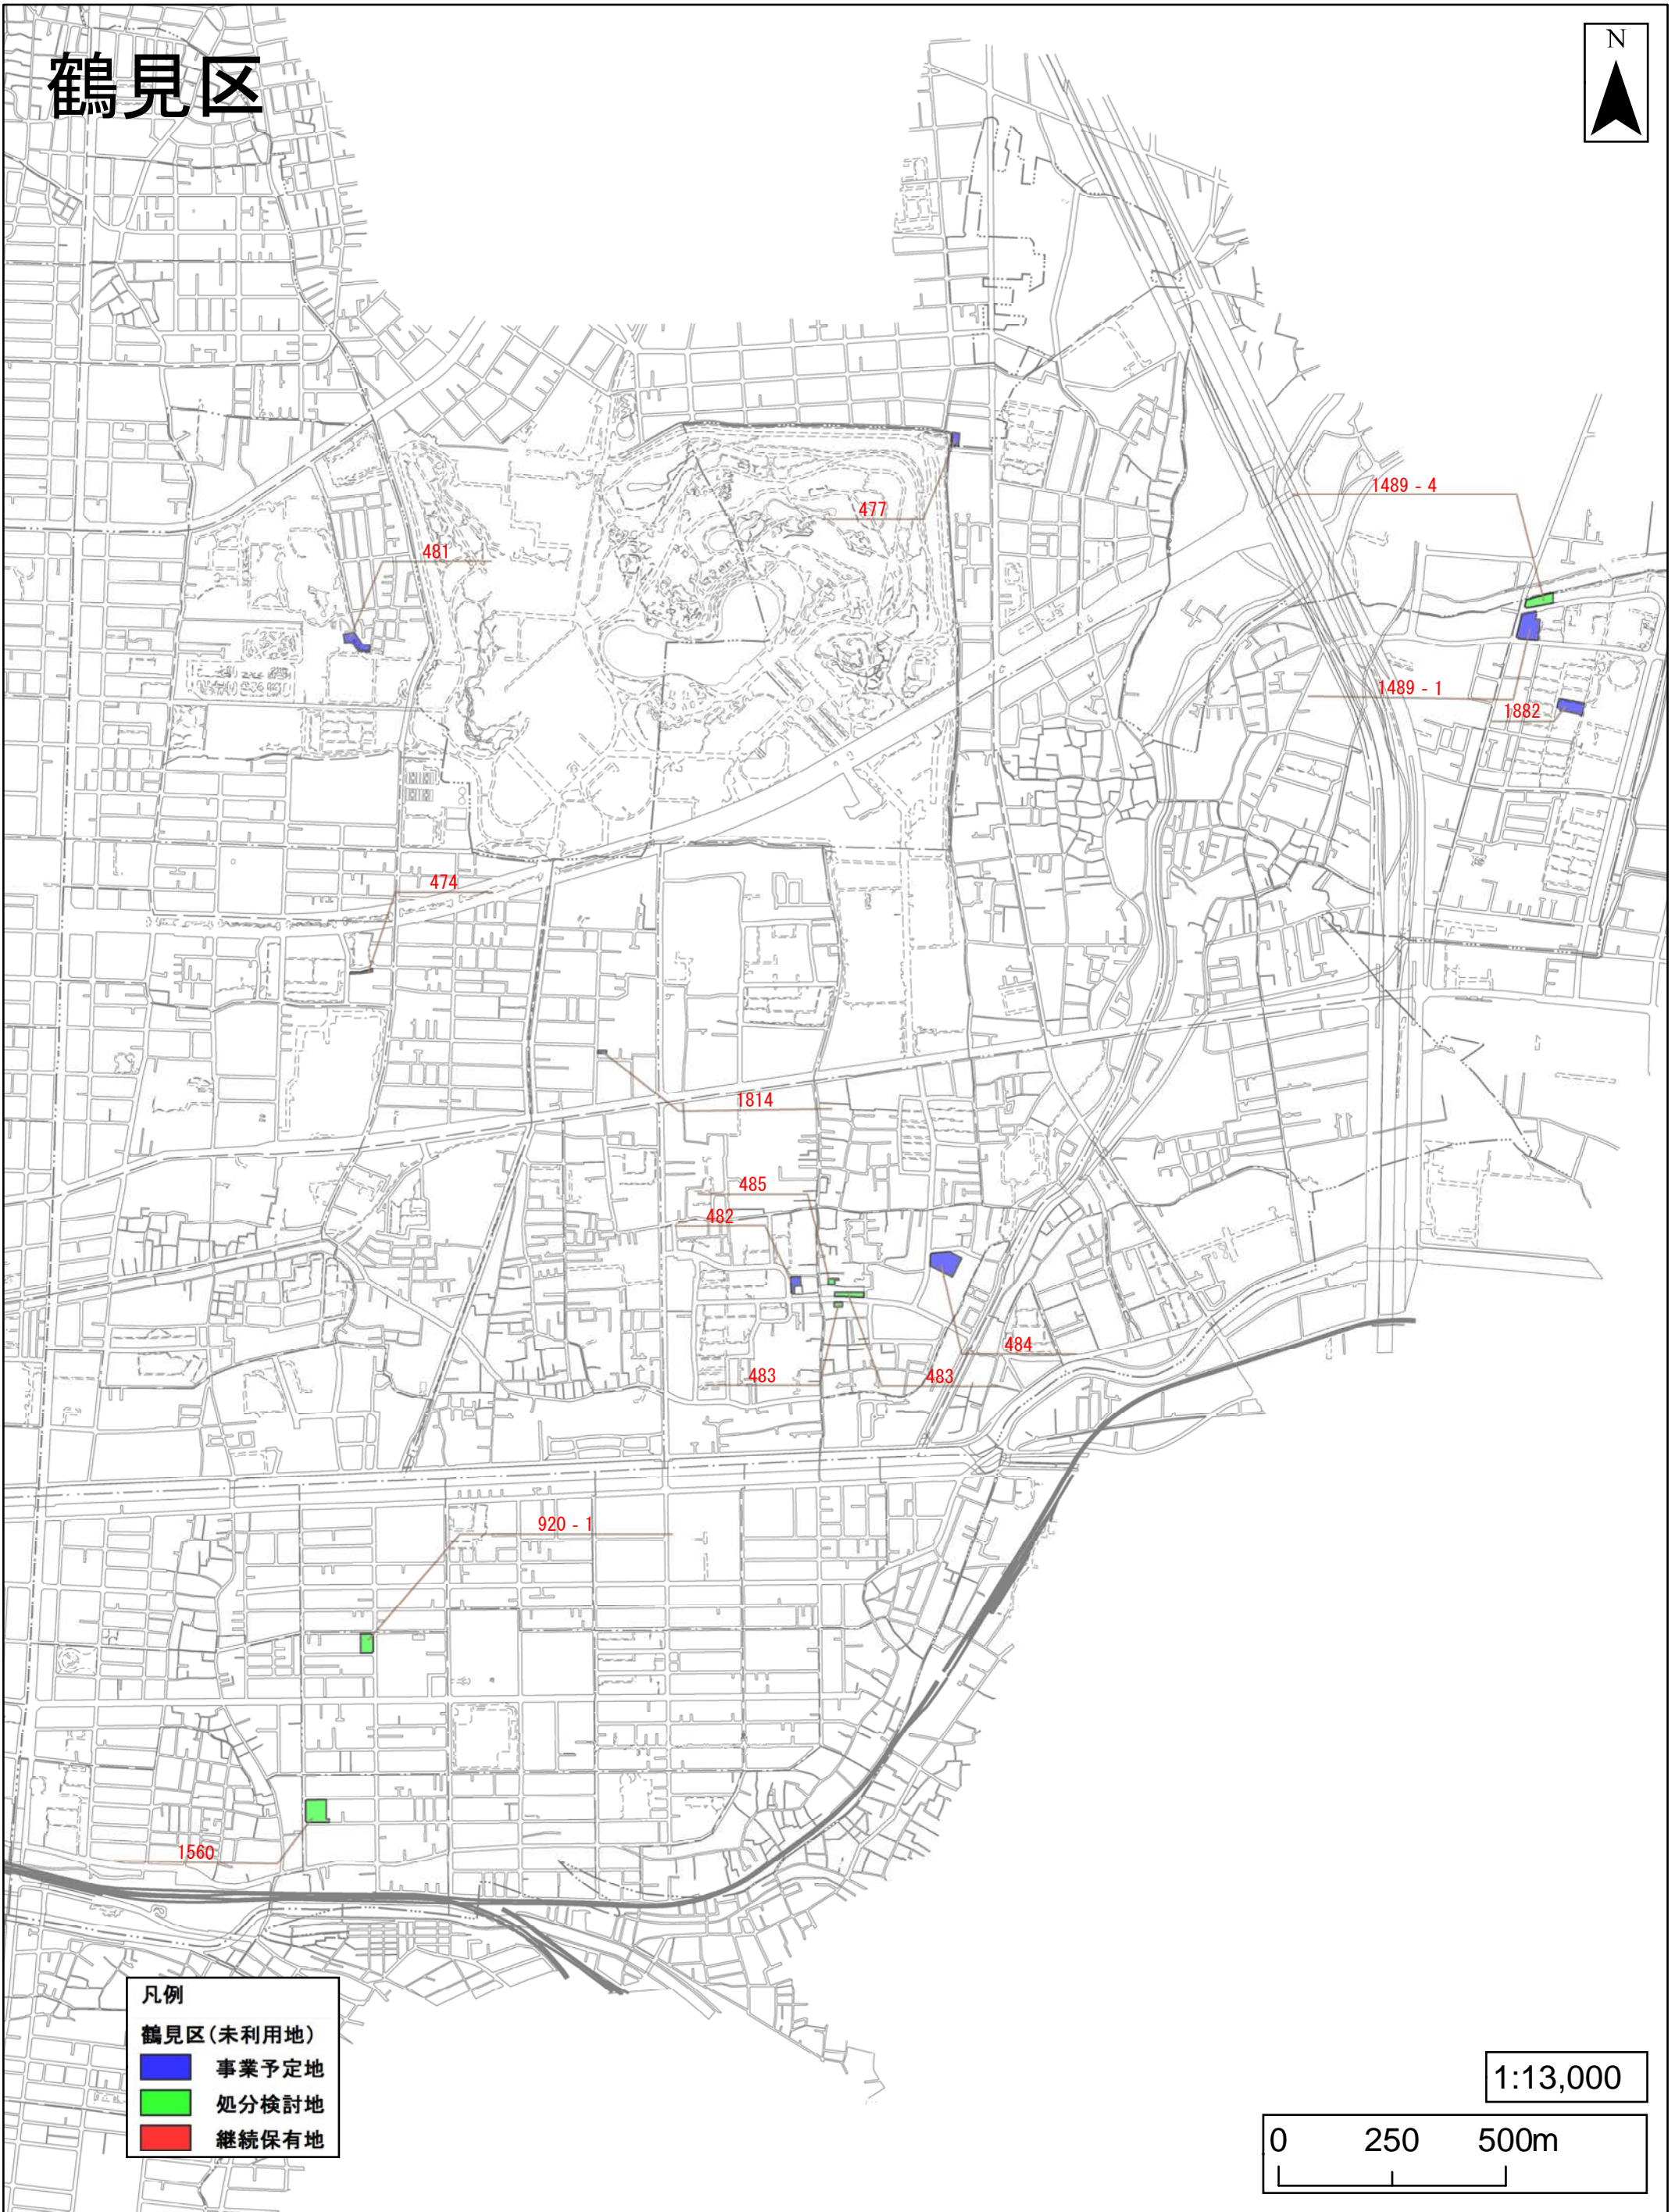 鶴見区
N
1489 - 4
477
481
1489 - 1
1882
474
1814
485
482
484
483
483
920 - 1
1560
凡例
鶴見区(未利用地)
事業予定地
処分検討地
継続保有地
1:13,000
0 250 500m